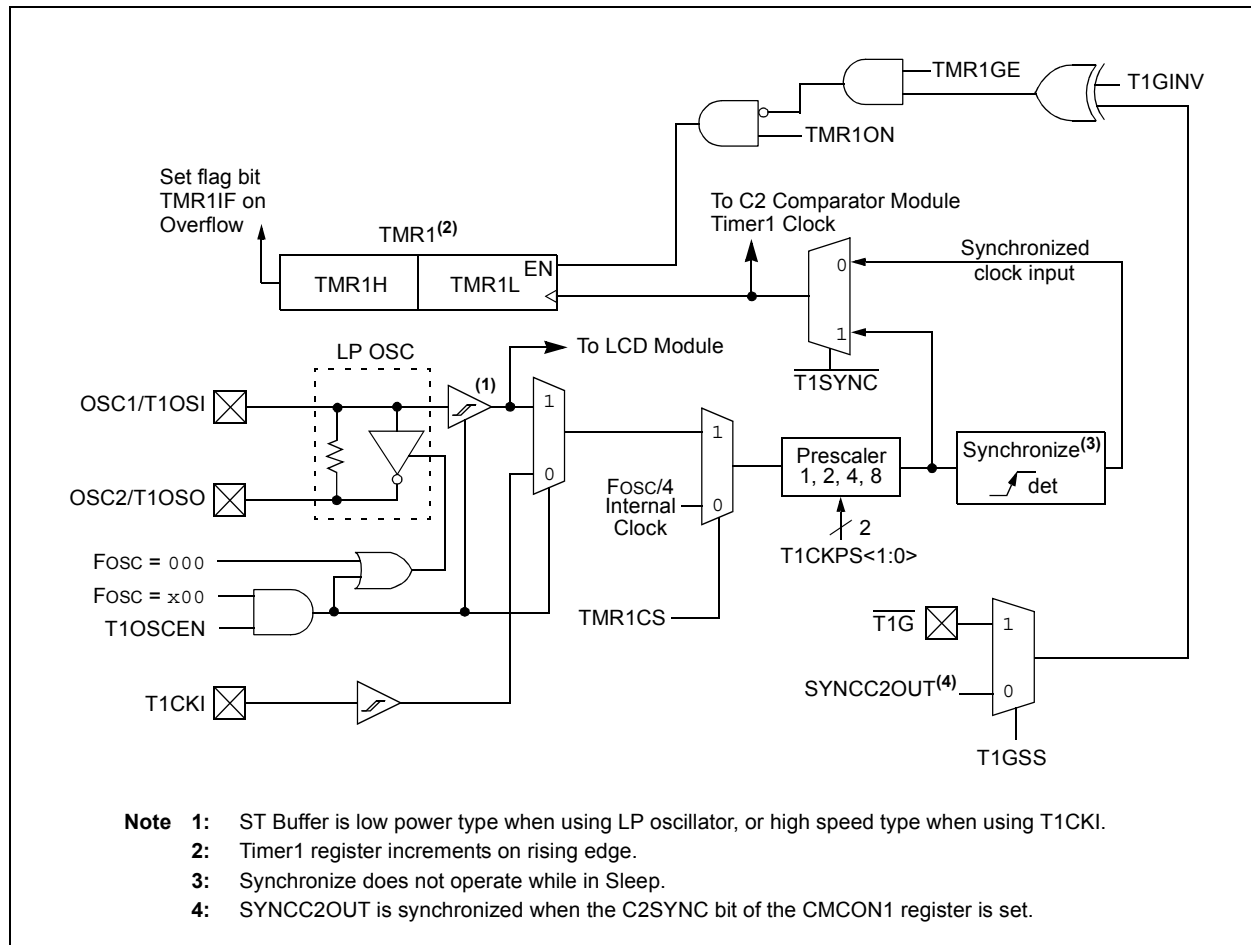 TMR1GE
T1GINV
TMR1ON
Set flag bit
TMR1IF on
Overflow
To C2 Comparator Module
Timer1 Clock
TMR1(2)
EN
TMR1H
TMR1L
0
1
Synchronized
clock input
T1SYNC
LP OSC
To LCD Module
(1)
OSC1/T1OSI
OSC2/T1OSO
1
0
1
0
FOSC/4
Internal
Clock
Prescaler
1, 2, 4, 8
2
T1CKPS<1:0>
Synchronize(3)
det
FOSC = 000
FOSC = x00
T1OSCEN
TMR1CS
T1CKI
T1G
1
SYNCC2OUT(4)
0
T1GSS
Note 1: ST Buffer is low power type when using LP oscillator, or high speed type when using T1CKI.
2: Timer1 register increments on rising edge.
3: Synchronize does not operate while in Sleep.
4: SYNCC2OUT is synchronized when the C2SYNC bit of the CMCON1 register is set.